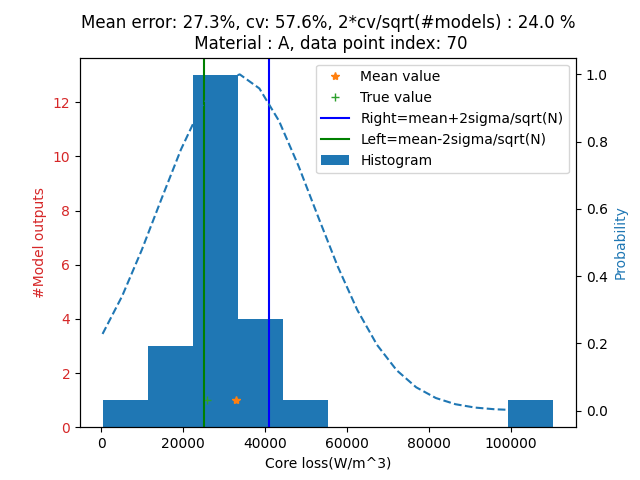 Mean error: 27.3%, cv: 57.6%, 2*cv/sqrt(#models) : 24.0 %
Material : A, data point index: 70
Mean value
True value
Right=mean+2sigma/sqrt(N)
Left=mean-2sigma/sqrt(N)
Histogram
#Model outputs
12
10
8
6
4
2
0
1.0
0.8
0.6
0.4
0.2
0.0
Probability
0 20000 40000 60000 80000 100000
Core loss(W/m^3)